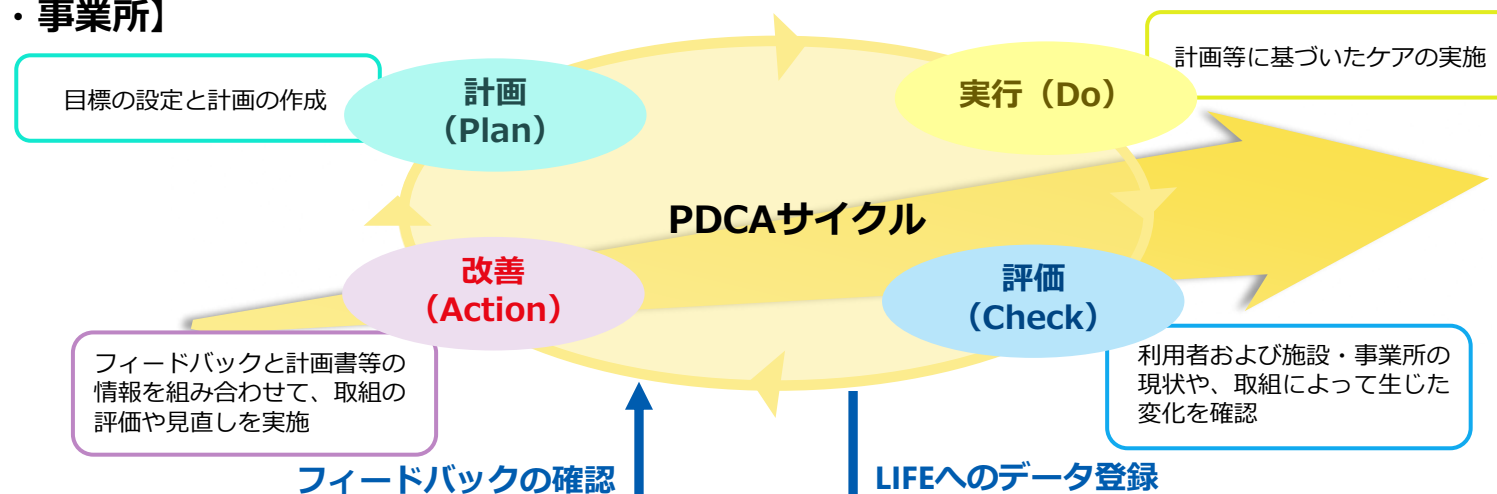 ・事業所】
目標の設定と計画の作成
計画
（Plan）
実行（Do）
計画等に基づいたケアの実施
PDCAサイクル
改善
（Action）
評価
（Check）
フィードバックと計画書等の
情報を組み合わせて、取組の
評価や見直しを実施
利用者および施設・事業所の
現状や、取組によって生じた
変化を確認
フィードバックの確認
LIFEへのデータ登録